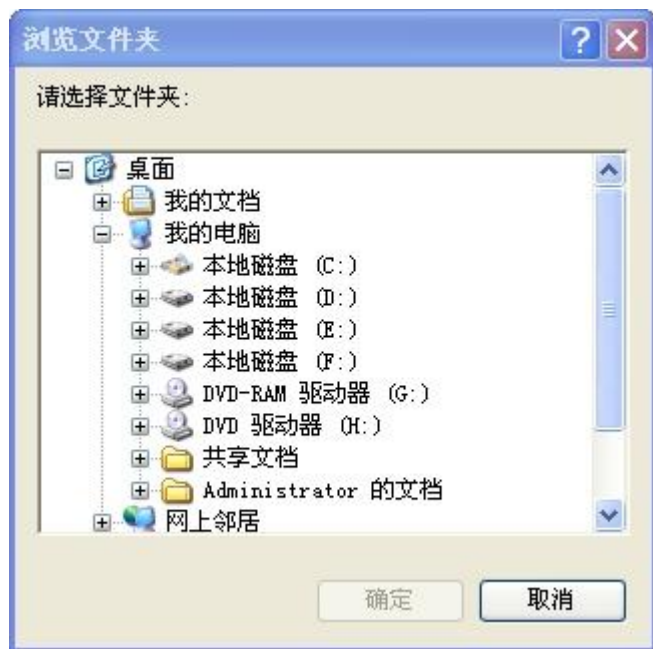 浏览文件夹
请选择文件夹:
桌面
我的文档
我的电脑
本地磁盘 (C:)
本地磁盘 (D:)
本地磁盘 (E:)
本地磁盘 (F:)
DVD-RAM 驱动器 (G:)
DVD 驱动器 (H:)
共享文档
Administrator 的文档
网上邻居
确定 取消